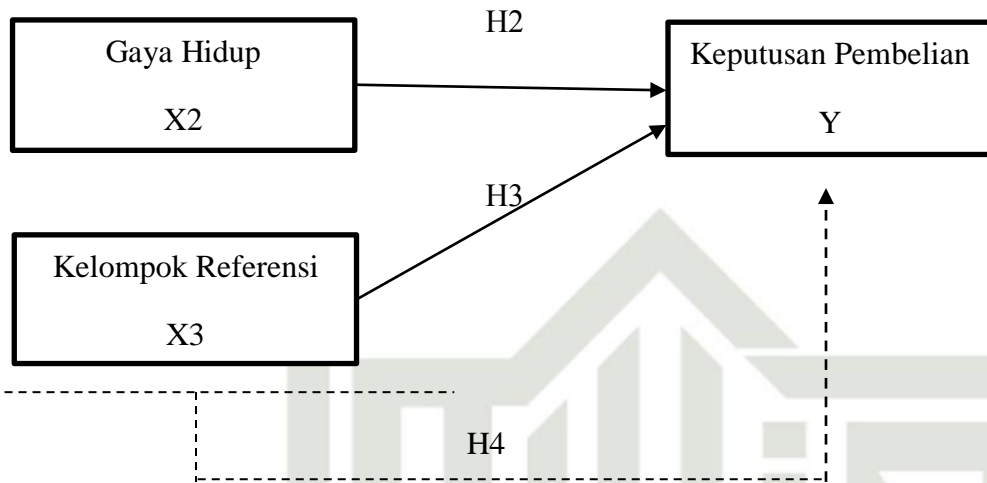 H2
Gaya Hidup
X2
Keputusan Pembelian
Y
H3
Kelompok Referensi
X3
H4